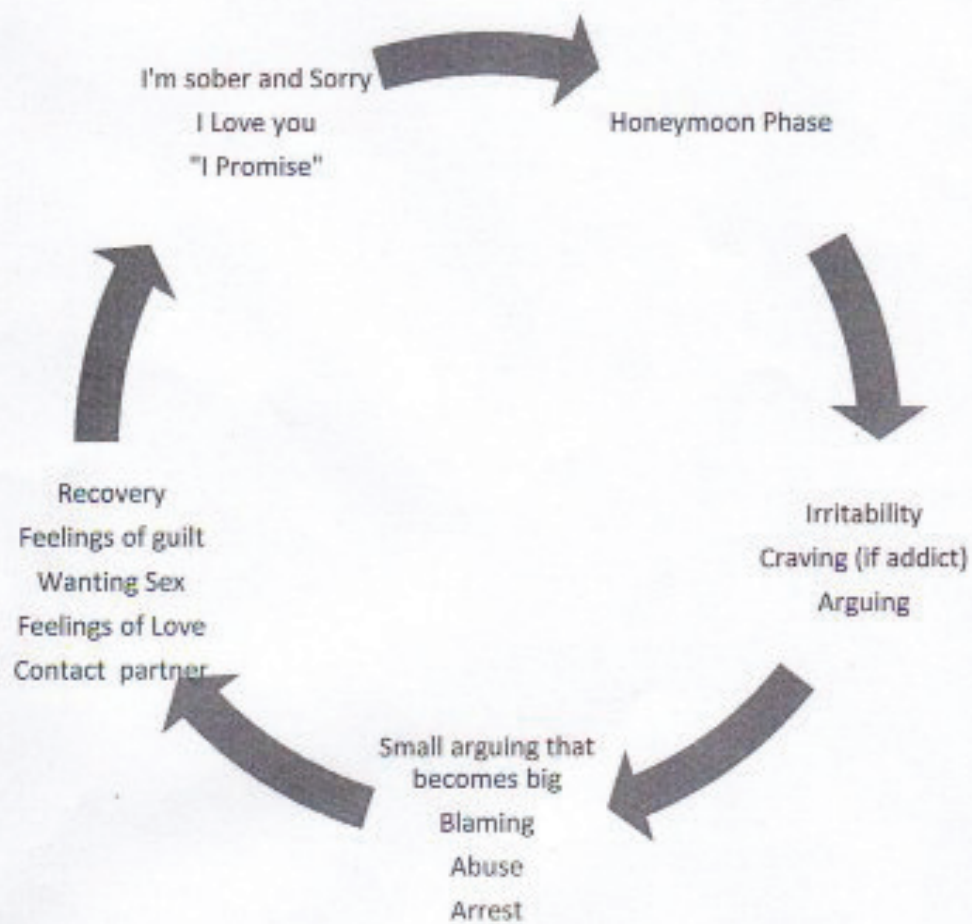 I'm sober and Sorry
I Love you
"I Promise"
Honeymoon Phase
Irritability
Craving (if addict)
Arguing
Small arguing that
becomes big
Blaming
Abuse
Arrest
Recovery
Feelings of guilt
Wanting Sex
Feelings of Love
Contact partner